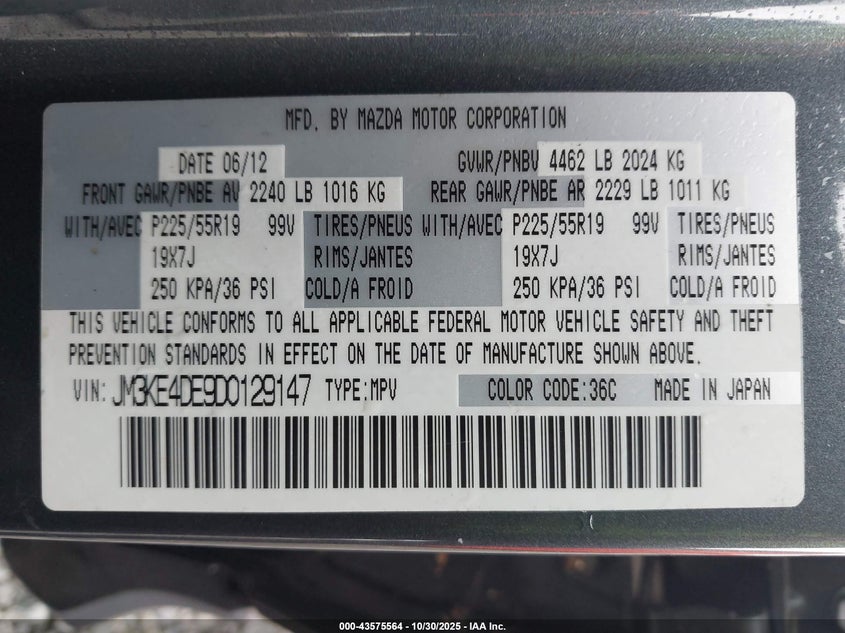 MFD. BY MAZDA MOTOR CORPORATION
DATE 06/12 GVWR/PNBV 4462 LB 2024 KG
FRONT GAWR/PNBE AV 2240 LB 1016 KG REAR GAWR/PNBE AR 2229 LB 1011 KG
WITH/AVEC P225/55R19 99V TIRES/PNEUS WITH/AVEC P225/55R19 99V TIRES/PNEUS
19X7J RIMS/JANTES 19X7J RIMS/JANTES
250 KPA/36 PSI COLD/A FROID 250 KPA/36 PSI COLD/A FROID
THIS VEHICLE CONFORMS TO ALL APPLICABLE FEDERAL MOTOR VEHICLE SAFETY AND THEFT
PREVENTION STANDARDS IN EFFECT ON THE DATE OF MANUFACTURE SHOWN ABOVE.
VIN: JM3KE4DE9D0129147 TYPE:MPV COLOR CODE:36C MADE IN JAPAN
000-43575564 | 10/30/2025 - IAA Inc.